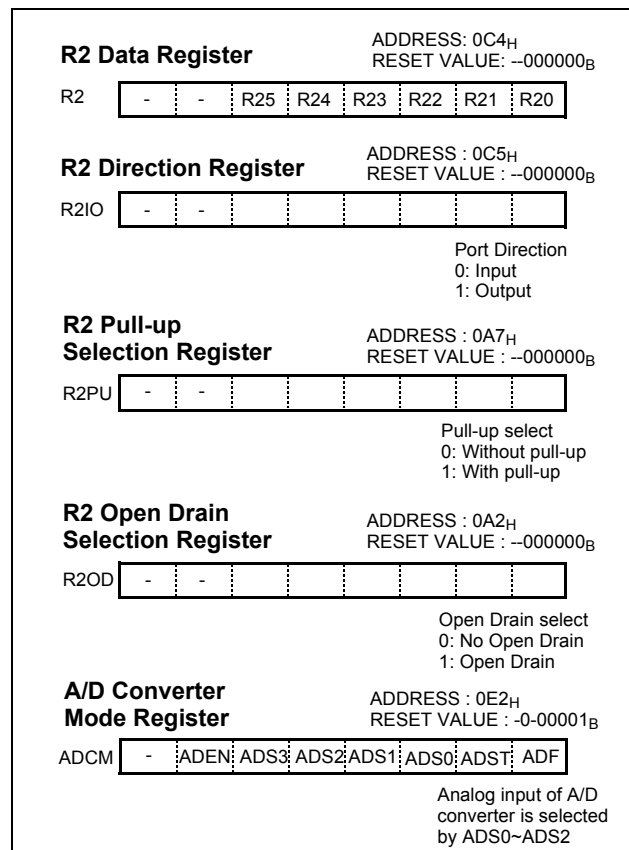 R2 Data Register
ADDRESS: 0C4H
RESET VALUE: --000000B
R2 - - R25 R24 R23 R22 R21 R20
R2 Direction Register
ADDRESS : 0C5H
RESET VALUE : --000000B
R2IO - -
Port Direction
0: Input
1: Output
R2 Pull-up
Selection Register
ADDRESS : 0A7H
RESET VALUE : --000000B
R2PU - -
Pull-up select
0: Without pull-up
1: With pull-up
R2 Open Drain
Selection Register
ADDRESS : 0A2H
RESET VALUE : --000000B
R2OD - -
Open Drain select
0: No Open Drain
1: Open Drain
A/D Converter
Mode Register
ADDRESS : 0E2H
RESET VALUE : -0-00001B
ADCM - ADEN ADS3 ADS2 ADS1 ADS0 ADST ADF
Analog input of A/D
converter is selected
by ADS0~ADS2